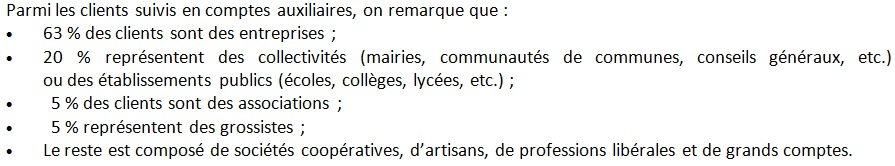 Parmi les clients suivis en comptes auxiliaires, on remarque que :
• 63 % des clients sont des entreprises ;
• 20 % représentent des collectivités (mairies, communautés de communes, conseils généraux, etc.)
ou des établissements publics (écoles, collèges, lycées, etc.) ;
• 5 % des clients sont des associations ;
• 5 % représentent des grossistes ;
• Le reste est composé de sociétés coopératives, d’artisans, de professions libérales et de grands comptes.